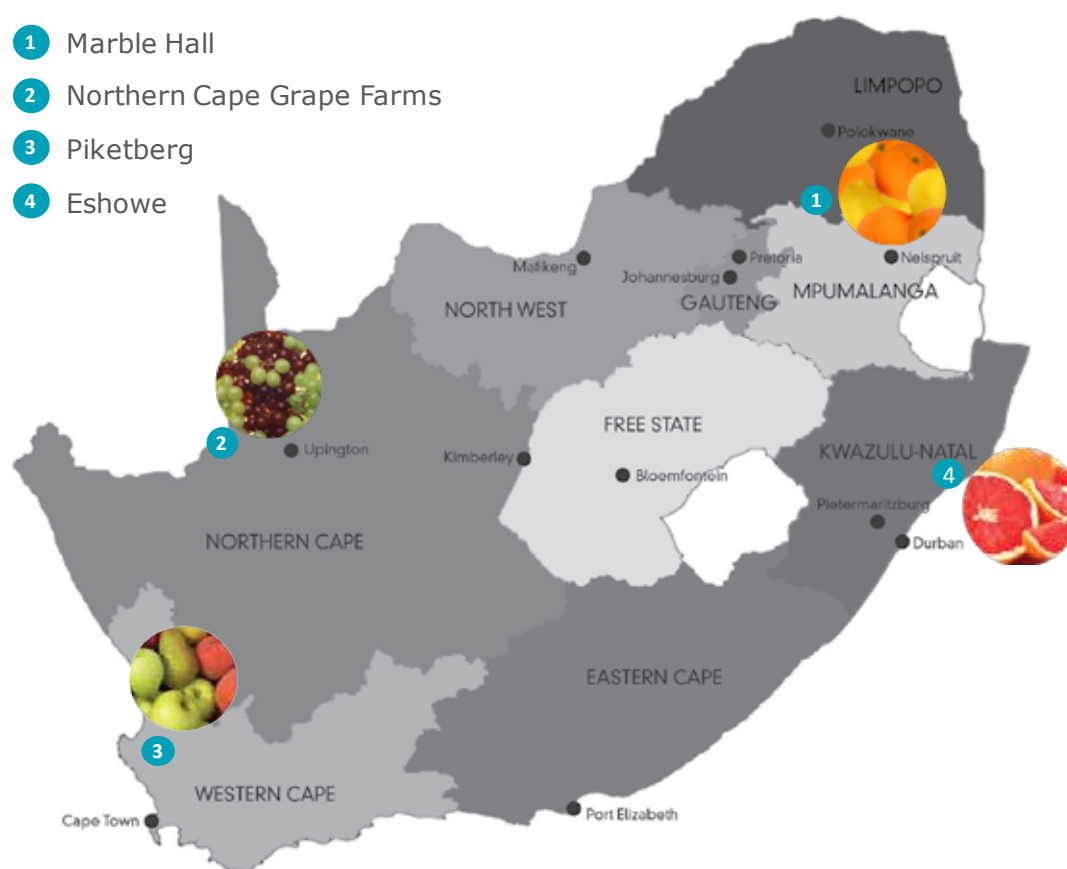 1 Marble Hall
2 Northern Cape Grape Farms
3 Piketberg
4 Eshowe
LIMPOPO
Polokwane
1
Mafikeng
Pretoria
Nelspruit
Johannesburg
MPUMALANGA
NORTH WEST
GAUTENG
FREE STATE
2
Upington
Kimberley
KWAZULU-NATAL
4
Bloemfontein
Pietermaritzburg
NORTHERN CAPE
Durban
EASTERN CAPE
3
WESTERN CAPE
Port Elizabeth
Cape Town